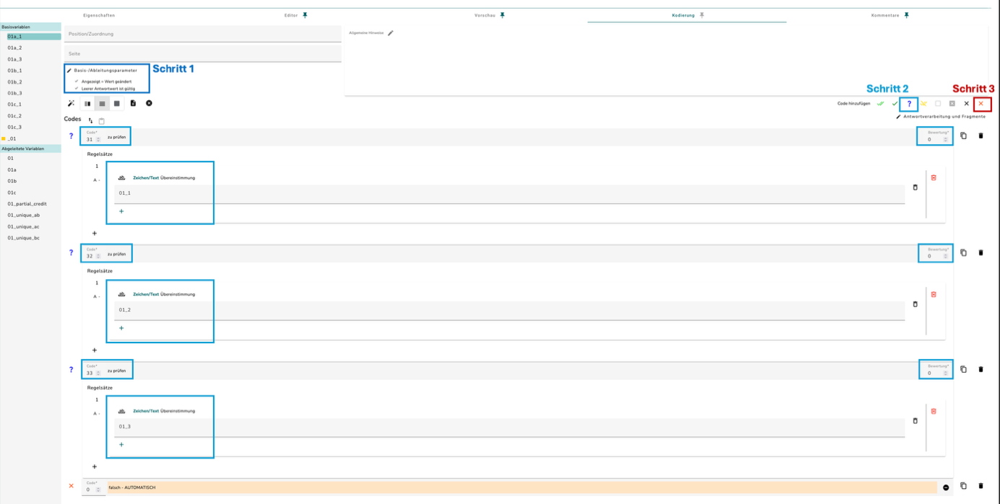 Eigenschaften
Editor
Vorschau
Kodierung
Kommentare
Basisvariablen
01a_1
01a_2
01a_3
01b_1
01b_2
01b_3
01c_1
01c_2
01c_3
_01
Abgeleitete Variablen
01
01a
01b
01c
01_partial_credit
01_unique_ab
01_unique_ac
01_unique_bc
Position/Zuordnung
Seite
Allgemeine Hinweise
Basis-/Ableitungsparameter
Angezeigt = Wert geändert
Leerer Antwortwert ist gültig
Schritt 1
Schritt 2
Schritt 3
Code hinzufügen
?
Antwortverarbeitung und Fragmente
Codes
? Code* 31 zu prüfen Bewertung* 0
Regelsätze
1
A -
Zeichen/Text Übereinstimmung
01_1
+
+
? Code* 32 zu prüfen Bewertung* 0
Regelsätze
1
A -
Zeichen/Text Übereinstimmung
01_2
+
+
? Code* 33 zu prüfen Bewertung* 0
Regelsätze
1
A -
Zeichen/Text Übereinstimmung
01_3
+
+
Code* 0 falsch - AUTOMATISCH